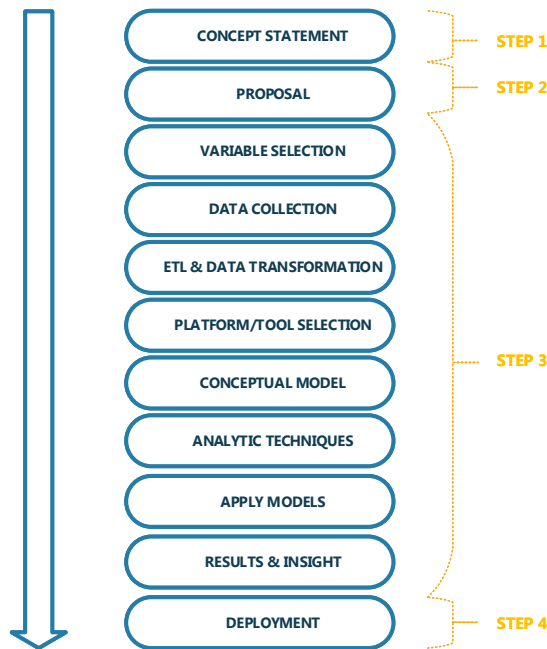 CONCEPT STATEMENT
STEP 1
PROPOSAL
STEP 2
VARIABLE SELECTION
DATA COLLECTION
ETL & DATA TRANSFORMATION
PLATFORM/TOOL SELECTION
STEP 3
CONCEPTUAL MODEL
ANALYTIC TECHNIQUES
APPLY MODELS
RESULTS & INSIGHT
DEPLOYMENT
STEP 4